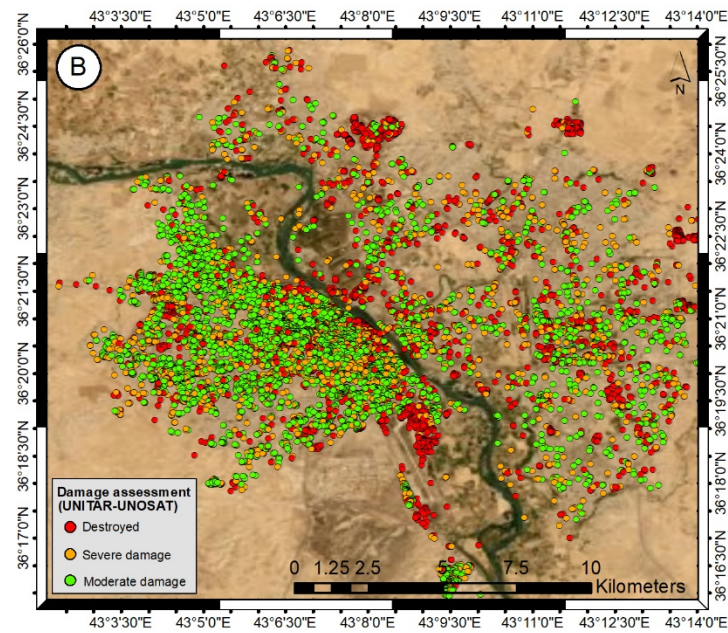 43°3'30"E 43°5'0"E 43°6'30"E 43°8'0"E 43°9'30"E 43°11'0"E 43°12'30"E 43°14'0"E
B
N
36°26'0"N
36°24'30"N
36°23'0"N
36°21'30"N
36°20'0"N
36°18'30"N
36°17'0"N
36°25'30"N
36°24'0"N
36°22'30"N
36°21'0"N
36°19'30"N
36°18'0"N
36°16'30"N
Damage assessment
(UNITAR-UNOSAT)
Destroyed
Severe damage
Moderate damage
0 1.25 2.5 5 7.5 10
Kilometers
43°3'30"E 43°5'0"E 43°6'30"E 43°8'0"E 43°9'30"E 43°11'0"E 43°12'30"E 43°14'0"E